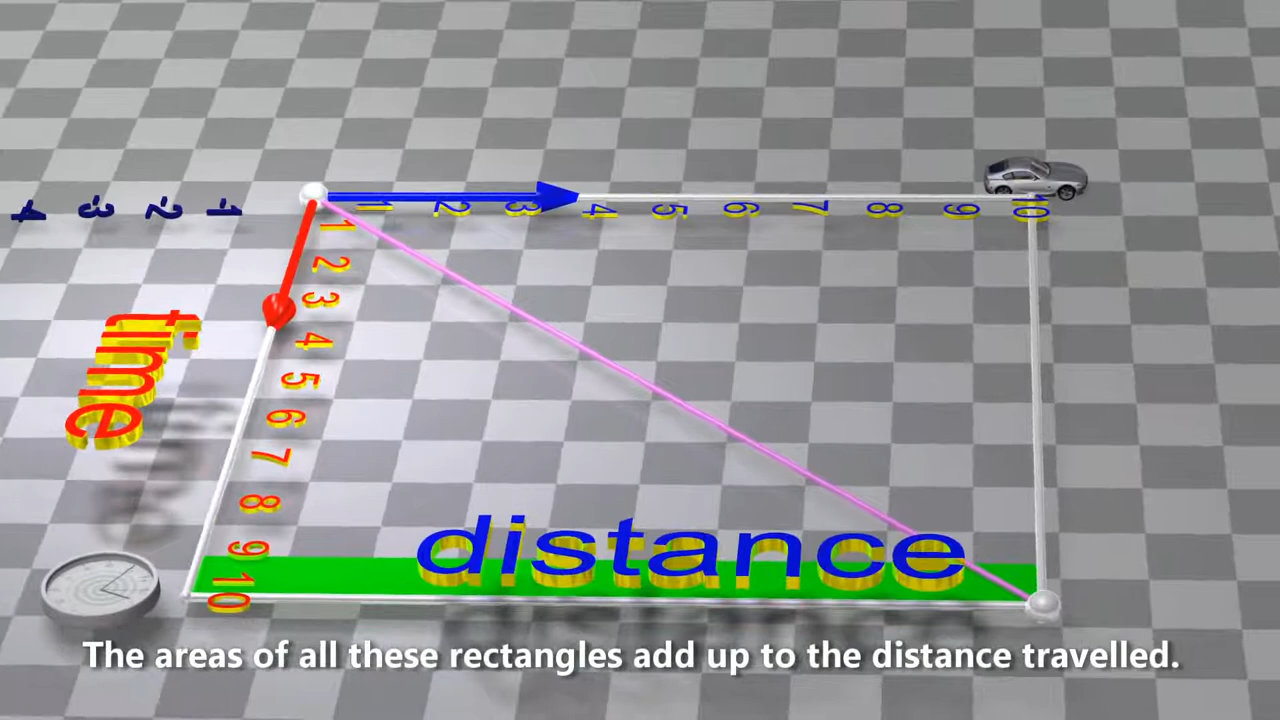 4 3 2 1 1 2 3 4 5 6 7 8 9 10
1
2
3
4
5
6
7
8
9
10
time
distance
The areas of all these rectangles add up to the distance travelled.